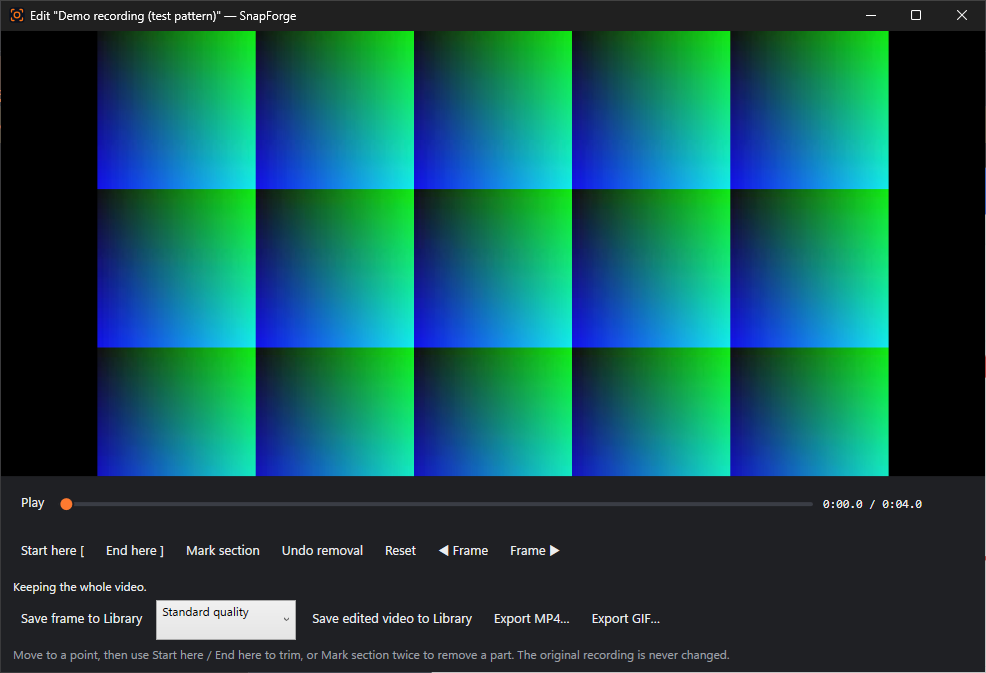 Edit "Demo recording (test pattern)" — SnapForge
Play
0:00.0 / 0:04.0
Start here [
End here ]
Mark section
Undo removal
Reset
◀ Frame
Frame ▶
Keeping the whole video.
Save frame to Library
Standard quality
Save edited video to Library
Export MP4...
Export GIF...
Move to a point, then use Start here / End here to trim, or Mark section twice to remove a part. The original recording is never changed.